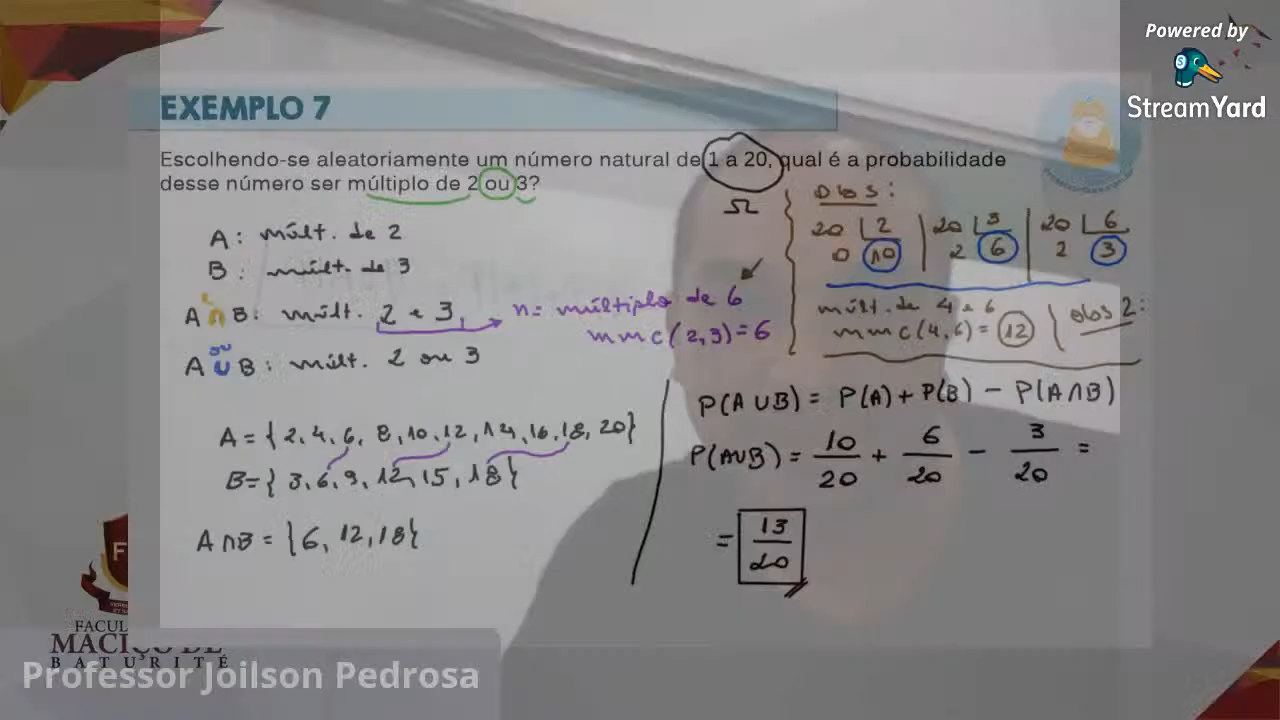 Powered by
StreamYard
EXEMPLO 7
Escolhendo-se aleatoriamente um número natural de 1 a 20, qual é a probabilidade
desse número ser múltiplo de 2 ou 3?
Ω
A: múlt. de 2
B: múlt. de 3
e
A ∩ B: múlt. 2 e 3
n = múltiplo de 6
mmc(2,3) = 6
ou
A ∪ B: múlt. 2 ou 3
Obs:
20 | 2
0 10
20 | 3
2 6
20 | 6
2 3
múlt. de 4 e 6
mmc(4,6) = 12
obs 2:
A = { 2, 4, 6, 8, 10, 12, 14, 16, 18, 20}
B = { 3, 6, 9, 12, 15, 18}
A ∩ B = {6, 12, 18}
P(A ∪ B) = P(A) + P(B) - P(A ∩ B)
P(A∪B) = 10/20 + 6/20 - 3/20 =
= 13/20
MACIÇO DE
BATURITÉ
Professor Joilson Pedrosa